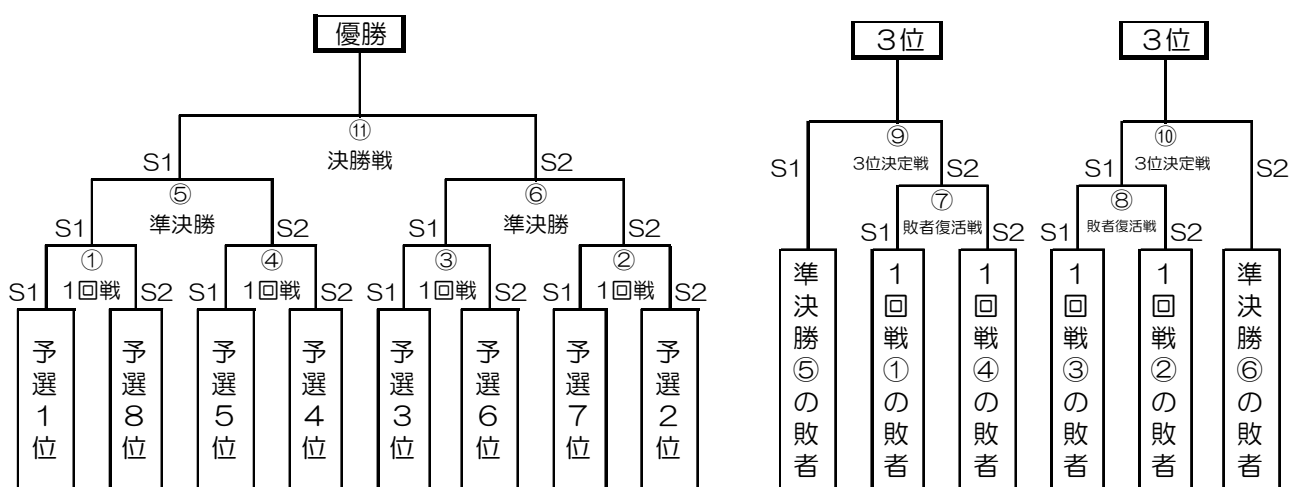 優勝
⑪
決勝戦
S1
S2
⑤
準決勝
S1
S2
⑥
準決勝
S1
S2
①
1回戦
S1
S2
④
1回戦
S1
S2
③
1回戦
S1
S2
②
1回戦
S1
S2
予選1位
予選8位
予選5位
予選4位
予選3位
予選6位
予選7位
予選2位
3位
⑨
3位決定戦
S1
S2
⑦
敗者復活戦
S1
S2
準決勝⑤の敗者
1回戦①の敗者
1回戦④の敗者
3位
⑩
3位決定戦
S1
S2
⑧
敗者復活戦
S1
S2
1回戦③の敗者
1回戦②の敗者
準決勝⑥の敗者